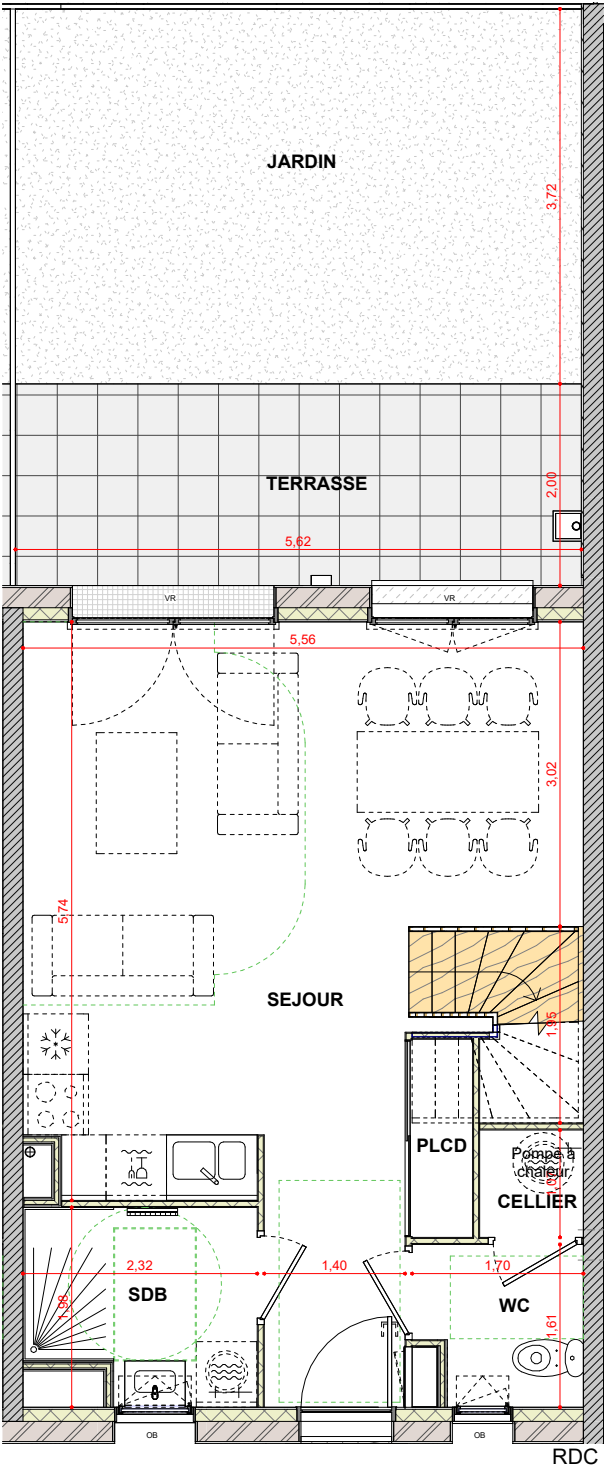 JARDIN
3,72
TERRASSE
2,00
5,62
VR
VR
5,56
3,02
5,74
SEJOUR
1,95
PLCD
Pompe à
chaleur
CELLIER
2,32
1,40
1,70
SDB
1,98
WC
1,61
OB
OB
RDC